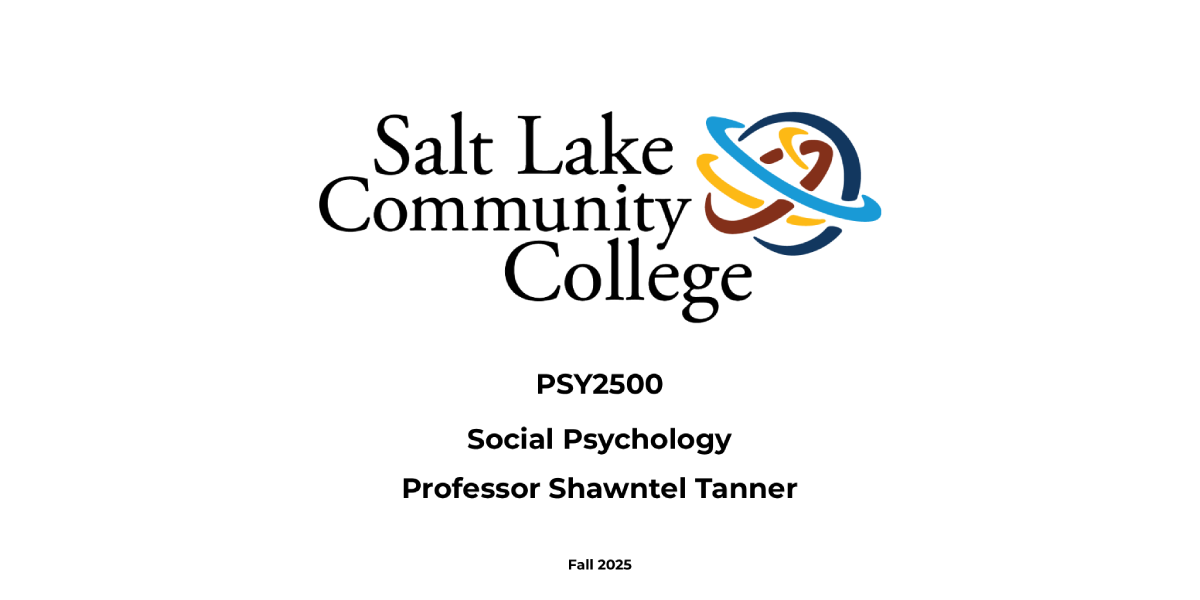 Salt Lake
Community
College
PSY2500
Social Psychology
Professor Shawntel Tanner
Fall 2025